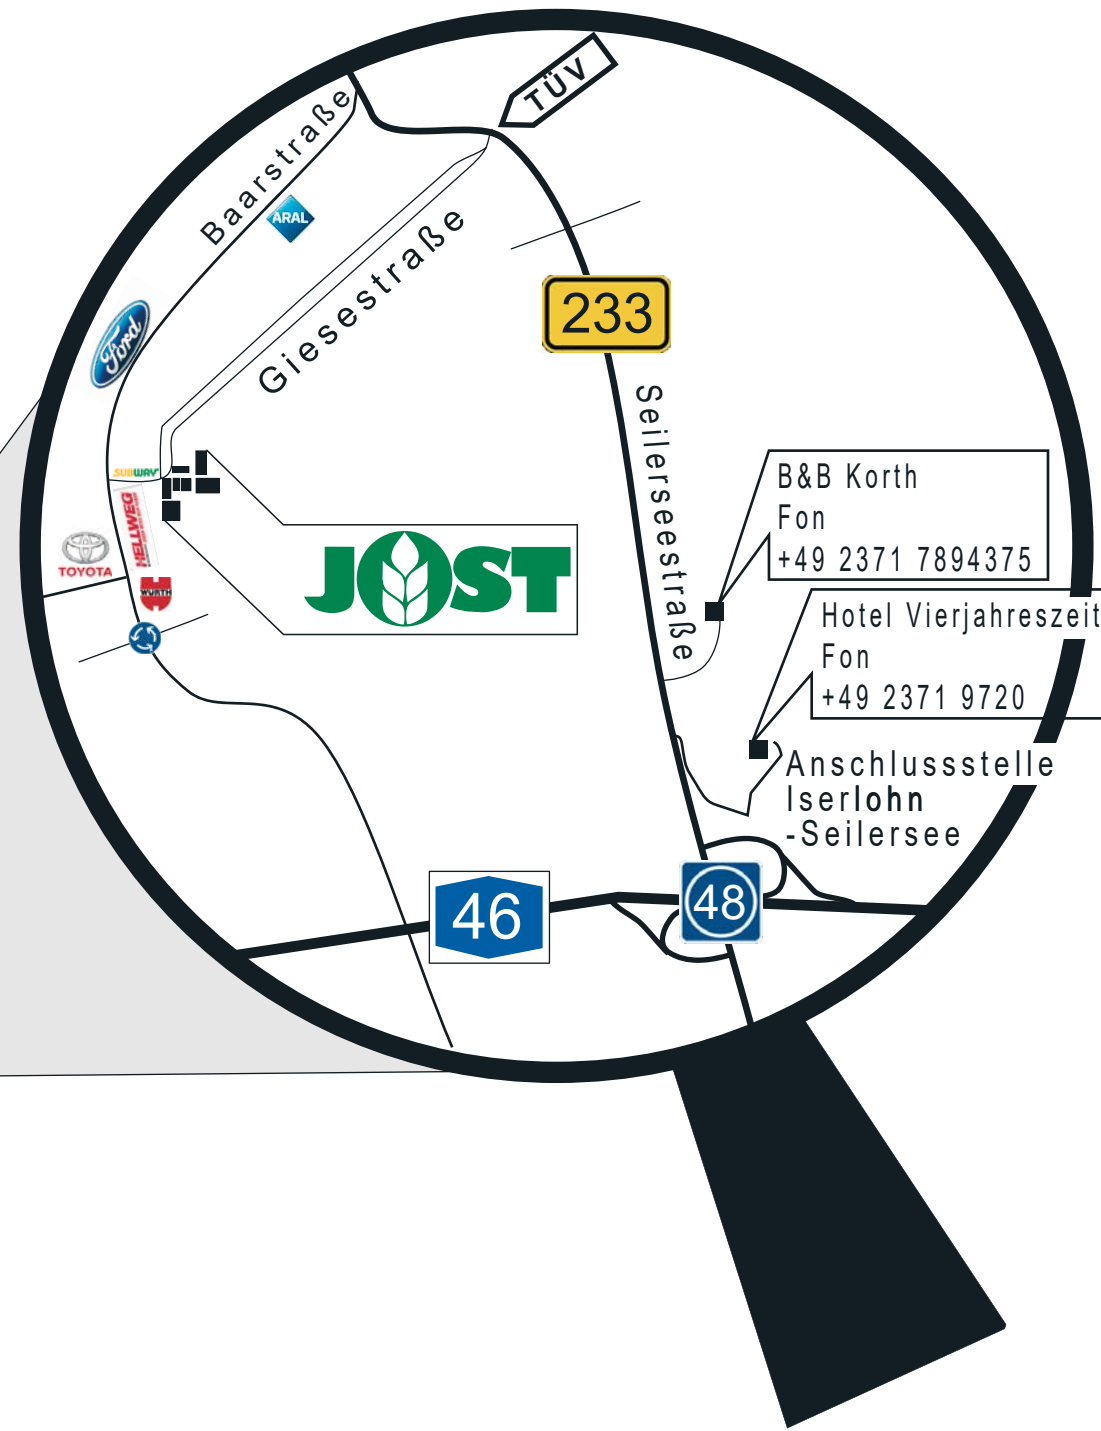 TÜV
Baarstraße
ARAL
Giesestraße
233
Ford
Seilerseestraße
B&B Korth
Fon
+49 2371 7894375
SUBWAY
HELLWEG
TOYOTA
WÜRTH
JOST
Hotel Vierjahreszeit
Fon
+49 2371 9720
Anschlussstelle
Iserlohn
-Seilersee
46
48